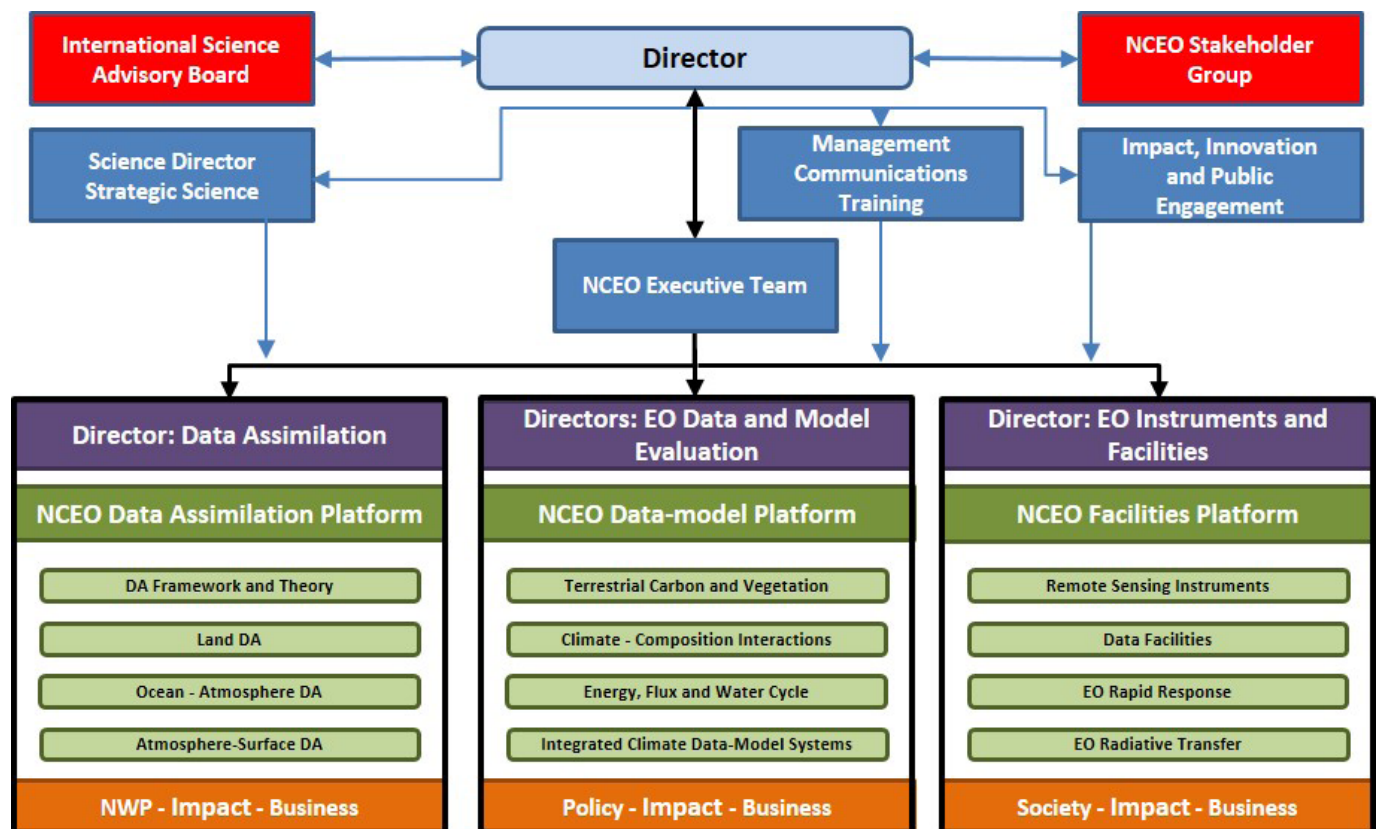 International Science
Advisory Board
Director
NCEO Stakeholder
Group
Science Director
Strategic Science
Management
Communications
Training
Impact, Innovation
and Public
Engagement
NCEO Executive Team
Director: Data Assimilation
NCEO Data Assimilation Platform
DA Framework and Theory
Land DA
Ocean - Atmosphere DA
Atmosphere-Surface DA
NWP - Impact - Business
Directors: EO Data and Model
Evaluation
NCEO Data-model Platform
Terrestrial Carbon and Vegetation
Climate - Composition Interactions
Energy, Flux and Water Cycle
Integrated Climate Data-Model Systems
Policy - Impact - Business
Director: EO Instruments and
Facilities
NCEO Facilities Platform
Remote Sensing Instruments
Data Facilities
EO Rapid Response
EO Radiative Transfer
Society - Impact - Business